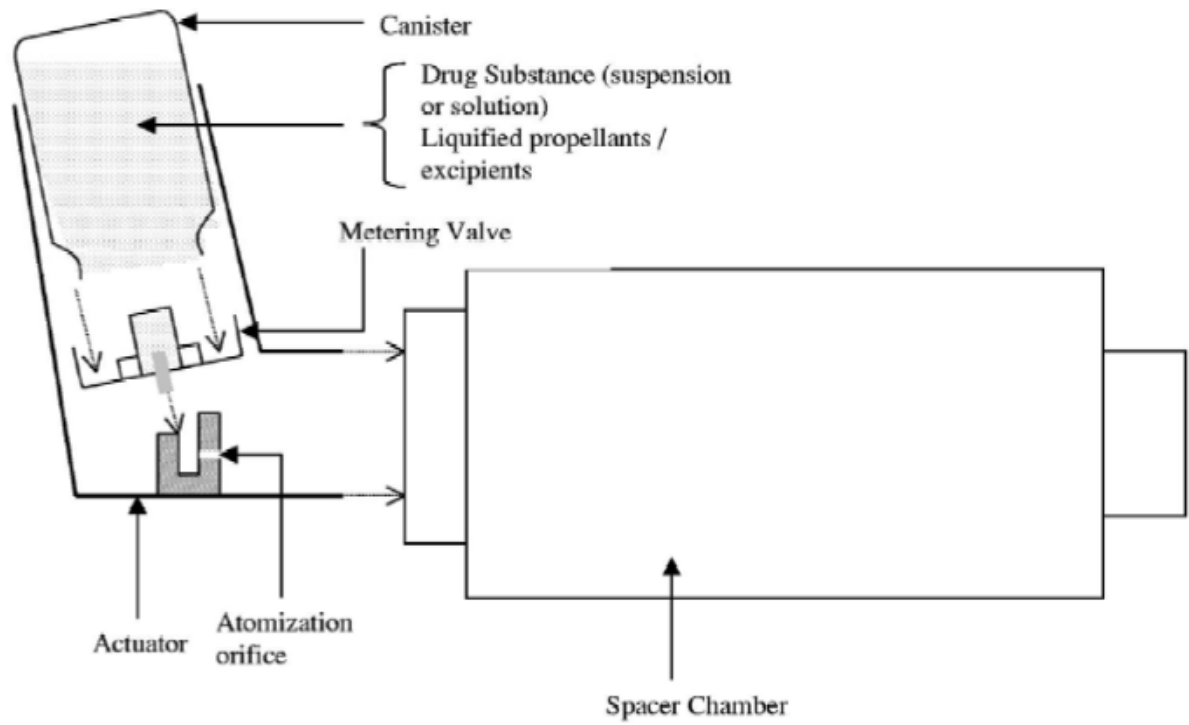 Canister
Drug Substance (suspension
or solution)
Liquified propellants /
excipients
Metering Valve
Actuator
Atomization
orifice
Spacer Chamber